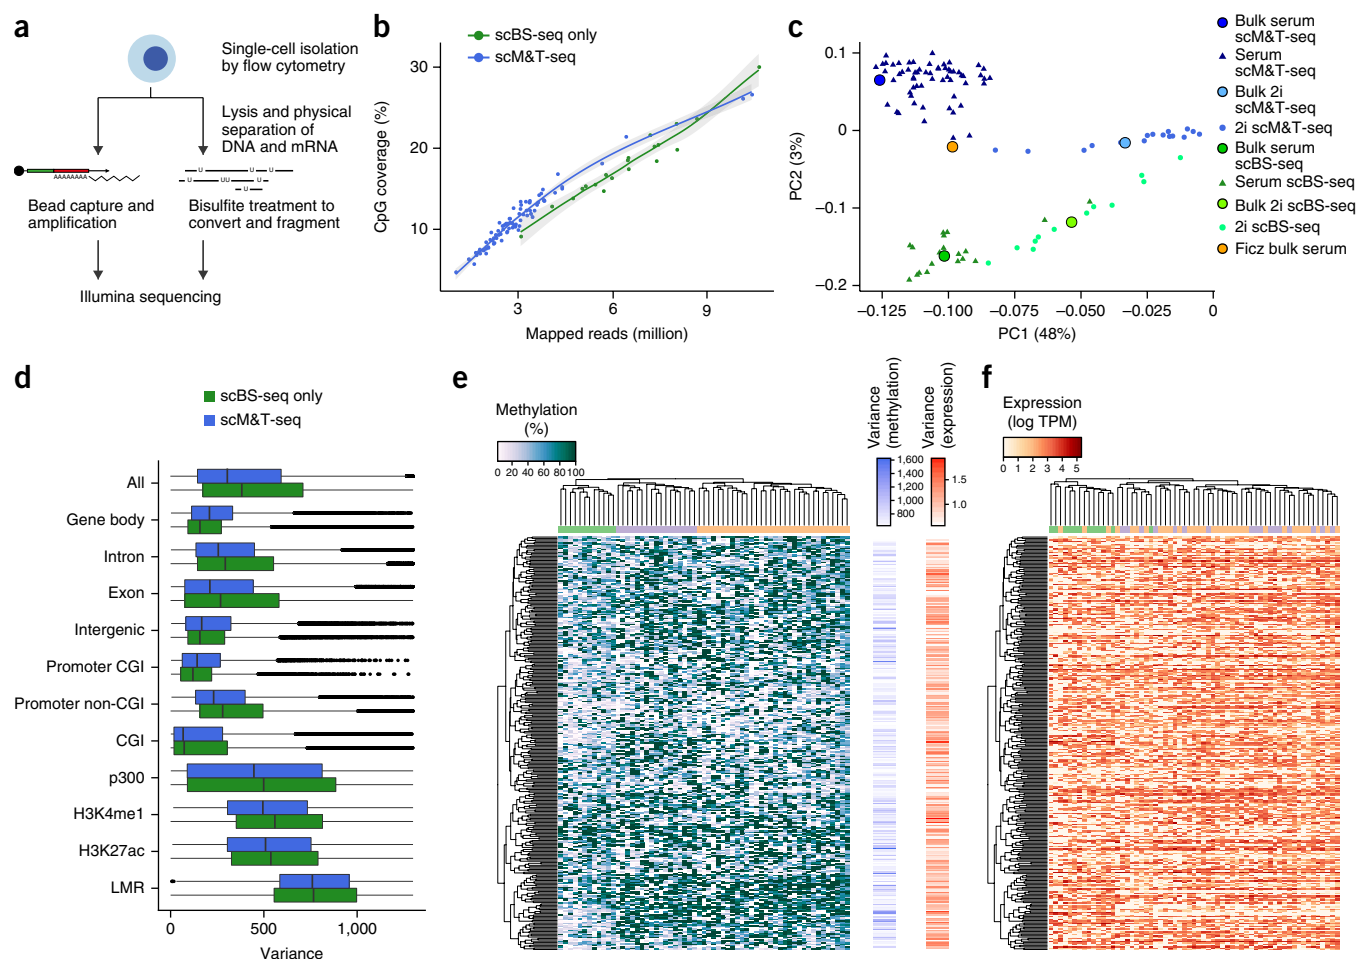 a
Single-cell isolation
by flow cytometry
Lysis and physical
separation of
DNA and mRNA
AAAAAAAA
U
U
UU
U
U
Bead capture and
amplification
Bisulfite treatment to
convert and fragment
Illumina sequencing
b
scBS-seq only
scM&T-seq
CpG coverage (%)
30
20
10
3
6
9
Mapped reads (million)
c
PC2 (3%)
0.1
0
−0.1
−0.2
−0.125
−0.100
−0.075
−0.050
−0.025
0
PC1 (48%)
Bulk serum
scM&T-seq
Serum
scM&T-seq
Bulk 2i
scM&T-seq
2i scM&T-seq
Bulk serum
scBS-seq
Serum scBS-seq
Bulk 2i scBS-seq
2i scBS-seq
Ficz bulk serum
d
scBS-seq only
scM&T-seq
All
Gene body
Intron
Exon
Intergenic
Promoter CGI
Promoter non-CGI
CGI
p300
H3K4me1
H3K27ac
LMR
0
500
1,000
Variance
e
Methylation
(%)
0 20 40 60 80 100
Variance
(methylation)
1,600
1,400
1,200
1,000
800
Variance
(expression)
1.5
1.0
f
Expression
(log TPM)
0 1 2 3 4 5